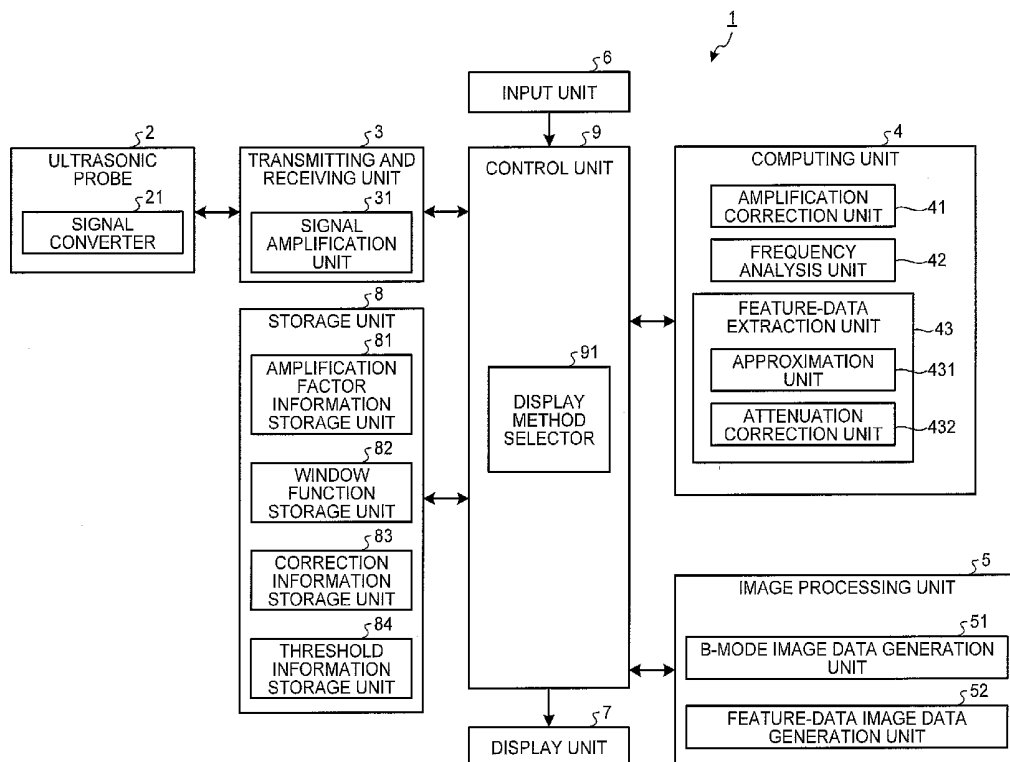 1
6
INPUT UNIT
2
ULTRASONIC
PROBE
21
SIGNAL
CONVERTER
3
TRANSMITTING AND
RECEIVING UNIT
31
SIGNAL
AMPLIFICATION
UNIT
9
CONTROL UNIT
91
DISPLAY
METHOD
SELECTOR
4
COMPUTING UNIT
AMPLIFICATION
CORRECTION UNIT
41
FREQUENCY
ANALYSIS UNIT
42
FEATURE-DATA
EXTRACTION UNIT
43
APPROXIMATION
UNIT
431
ATTENUATION
CORRECTION UNIT
432
8
STORAGE UNIT
81
AMPLIFICATION
FACTOR
INFORMATION
STORAGE UNIT
82
WINDOW
FUNCTION
STORAGE UNIT
83
CORRECTION
INFORMATION
STORAGE UNIT
84
THRESHOLD
INFORMATION
STORAGE UNIT
5
IMAGE PROCESSING UNIT
51
B-MODE IMAGE DATA GENERATION
UNIT
52
FEATURE-DATA IMAGE DATA
GENERATION UNIT
7
DISPLAY UNIT